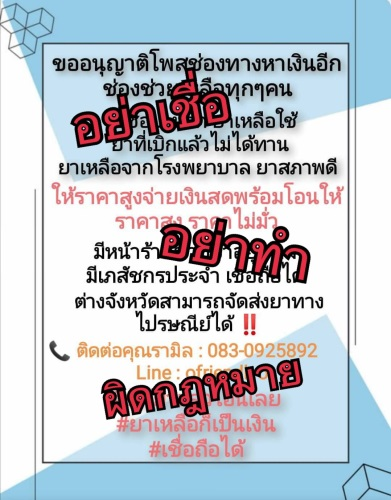 ขออนุญาติโพสช่องทางหาเงินอีก
ช่องช่วย ลือทุกๆคน
อย่าเชื่อ
เหลือใช้
ยาที่เบิกแล้วไม่ได้ทาน
ยาเหลือจากโรงพยาบาล ยาสภาพดี
ให้ราคาสูงจ่ายเงินสดพร้อมโอนให้
ราคาสูง ราคาไม่มั่ว
อย่าทำ
มีหน้าร้า
มีเภสัชกรประจำ เชื่อถือได้
ต่างจังหวัดสามารถจัดส่งยาทาง
ไปรษณีย์ได้ ‼️
📞 ติดต่อคุณรามิล : 083-0925892
Line :
ผิดกฎหมาย
#ยาเหลือก็เป็นเงิน
#เชื่อถือได้